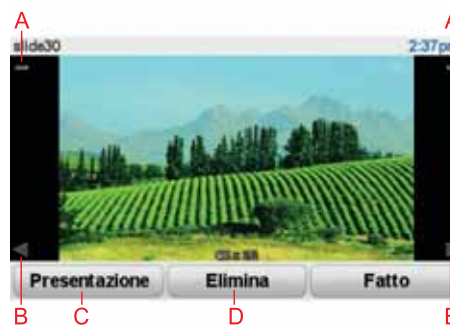 A A
slide30 2:37pm
Presentazione Elimina Fatto
B C D B